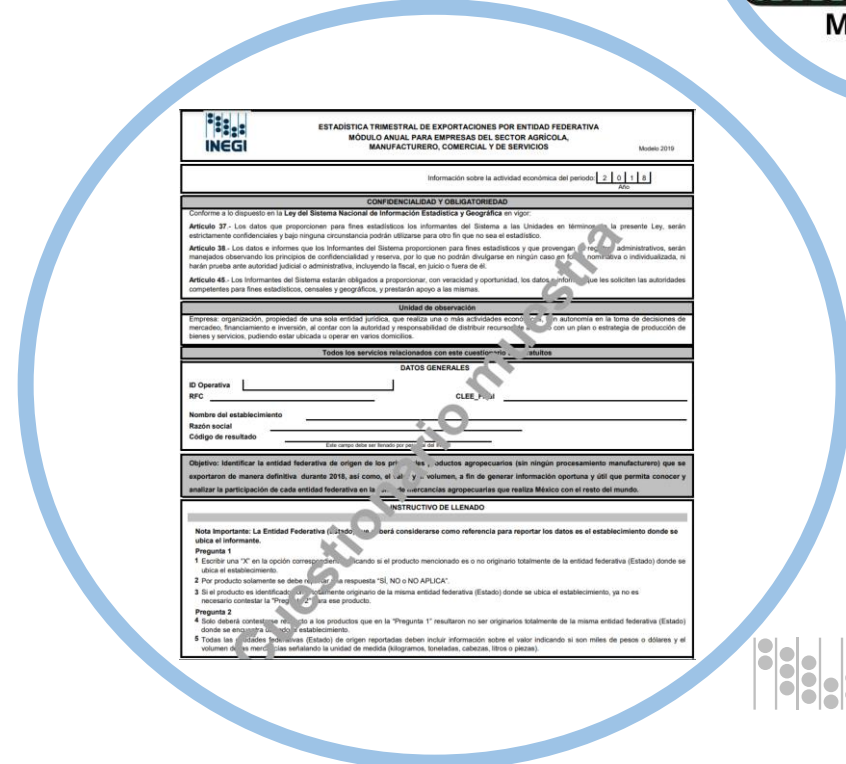 M
INEGI
ESTADÍSTICA TRIMESTRAL DE EXPORTACIONES POR ENTIDAD FEDERATIVA
MÓDULO ANUAL PARA EMPRESAS DEL SECTOR AGRÍCOLA,
MANUFACTURERO, COMERCIAL Y DE SERVICIOS
Modelo 2019
Información sobre la actividad económica del periodo: 2 0 1 8
Año
CONFIDENCIALIDAD Y OBLIGATORIEDAD
Conforme a lo dispuesto en la Ley del Sistema Nacional de Información Estadística y Geográfica en vigor:
Artículo 37.- Los datos que proporcionen para fines estadísticos los informantes del Sistema a las Unidades en términos de la presente Ley, serán
estrictamente confidenciales y bajo ninguna circunstancia podrán utilizarse para otro fin que no sea el estadístico.
Artículo 38.- Los datos e informes que los Informantes del Sistema proporcionen para fines estadísticos y que provengan de registros administrativos, serán
manejados observando los principios de confidencialidad y reserva, por lo que no podrán divulgarse en ningún caso en forma nominativa o individualizada, ni
harán prueba ante autoridad judicial o administrativa, incluyendo la fiscal, en juicio o fuera de él.
Artículo 45.- Los Informantes del Sistema estarán obligados a proporcionar, con veracidad y oportunidad, los datos e informes que les soliciten las autoridades
competentes para fines estadísticos, censales y geográficos, y prestarán apoyo a las mismas.
Unidad de observación
Empresa: organización, propiedad de una sola entidad jurídica, que realiza una o más actividades económicas, con autonomía en la toma de decisiones de
mercadeo, financiamiento e inversión, al contar con la autoridad y responsabilidad de distribuir recursos de con un plan o estrategia de producción de
bienes y servicios, pudiendo estar ubicada u operar en varios domicilios.
Todos los servicios relacionados con este cuestionario son gratuitos
DATOS GENERALES
ID Operativa
RFC CLEE_
Nombre del establecimiento
Razón social
Código de resultado
Este campo debe ser llenado por personal del INEGI
Objetivo: Identificar la entidad federativa de origen de los principales productos agropecuarios (sin ningún procesamiento manufacturero) que se
exportaron de manera definitiva durante 2018, así como, el valor y el volumen, a fin de generar información oportuna y útil que permita conocer y
analizar la participación de cada entidad federativa en la de mercancías agropecuarias que realiza México con el resto del mundo.
INSTRUCTIVO DE LLENADO
Nota Importante: La Entidad Federativa (Estado) que deberá considerarse como referencia para reportar los datos es el establecimiento donde se
ubica el informante.
Pregunta 1
1 Escribir una "X" en la opción correspondiente indicando si el producto mencionado es o no originario totalmente de la entidad federativa (Estado) donde se
ubica el establecimiento.
2 Por producto solamente se debe reportar una respuesta "SÍ, NO o NO APLICA".
3 Si el producto es identificado como totalmente originario de la misma entidad federativa (Estado) donde se ubica el establecimiento, ya no es
necesario contestar la "Pregunta 2" para ese producto.
Pregunta 2
4 Solo deberá contestarse respecto a los productos que en la "Pregunta 1" resultaron no ser originarios totalmente de la misma entidad federativa (Estado)
donde se encuentra ubicado el establecimiento.
5 Todas las entidades federativas (Estado) de origen reportadas deben incluir información sobre el valor indicando si son miles de pesos o dólares y el
volumen de las mercancías señalando la unidad de medida (kilogramos, toneladas, cabezas, litros o piezas).
Cuestionario muestra